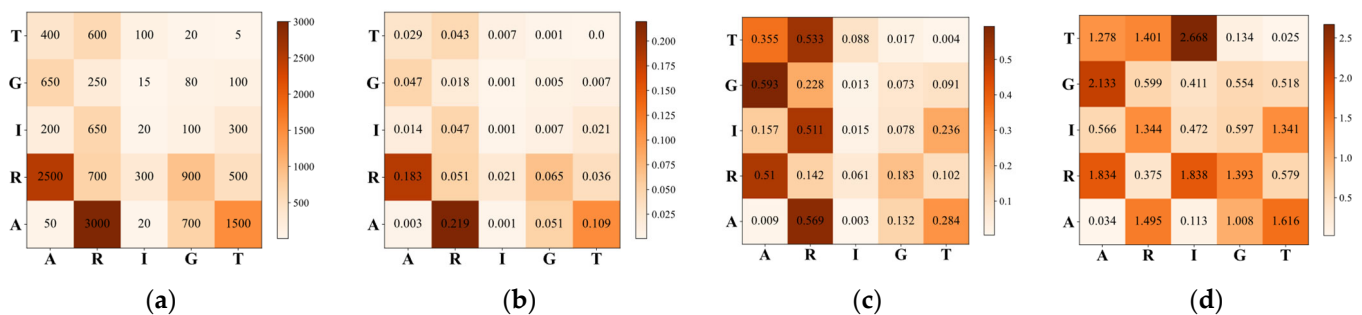 T 400 600 100 20 5
G 650 250 15 80 100
I 200 650 20 100 300
R 2500 700 300 900 500
A 50 3000 20 700 1500
A R I G T
3000
2500
2000
1500
1000
500
(a)
T 0.029 0.043 0.007 0.001 0.0
G 0.047 0.018 0.001 0.005 0.007
I 0.014 0.047 0.001 0.007 0.021
R 0.183 0.051 0.021 0.065 0.036
A 0.003 0.219 0.001 0.051 0.109
A R I G T
0.200
0.175
0.150
0.125
0.100
0.075
0.050
0.025
(b)
T 0.355 0.533 0.088 0.017 0.004
G 0.593 0.228 0.013 0.073 0.091
I 0.157 0.511 0.015 0.078 0.236
R 0.51 0.142 0.061 0.183 0.102
A 0.009 0.569 0.003 0.132 0.284
A R I G T
0.5
0.4
0.3
0.2
0.1
(c)
T 1.278 1.401 2.668 0.134 0.025
G 2.133 0.599 0.411 0.554 0.518
I 0.566 1.344 0.472 0.597 1.341
R 1.834 0.375 1.838 1.393 0.579
A 0.034 1.495 0.113 1.008 1.616
A R I G T
2.5
2.0
1.5
1.0
0.5
(d)